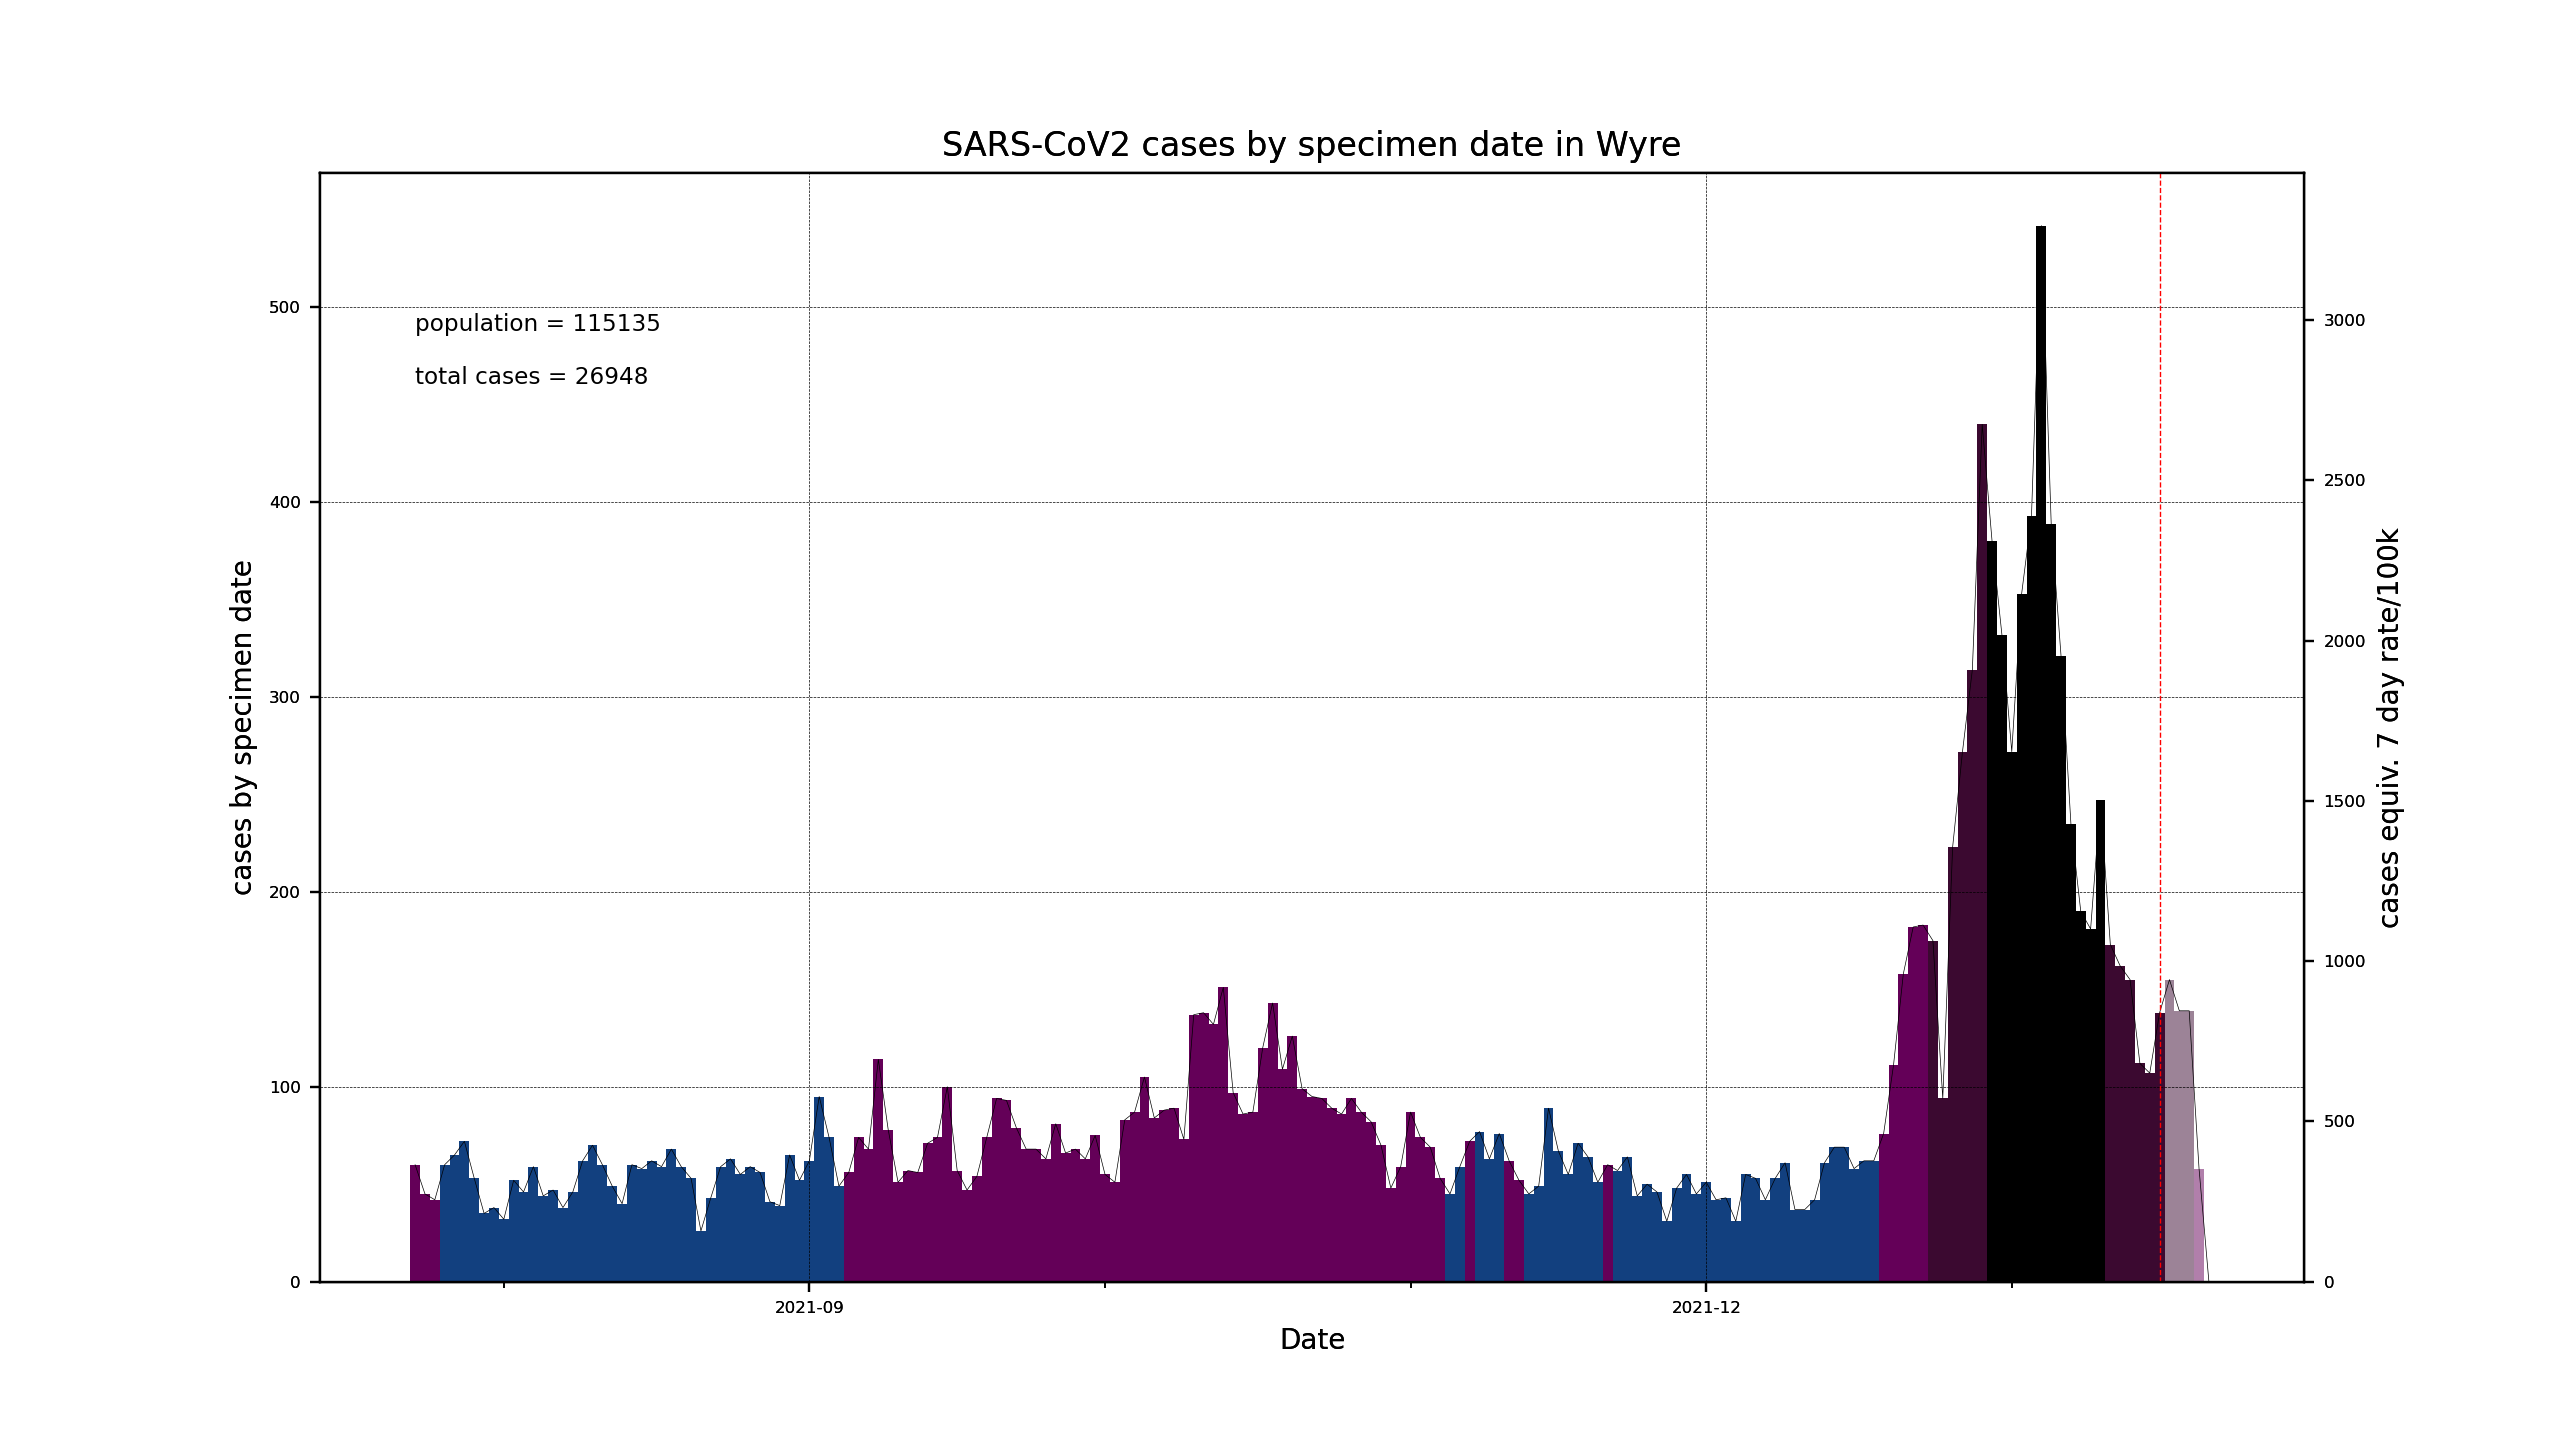 SARS-CoV2 cases by specimen date in Wyre
population = 115135
total cases = 26948
cases by specimen date
500
400
300
200
100
0
3000
2500
2000
1500
1000
500
0
cases equiv. 7 day rate/100k
2021-09
2021-12
Date